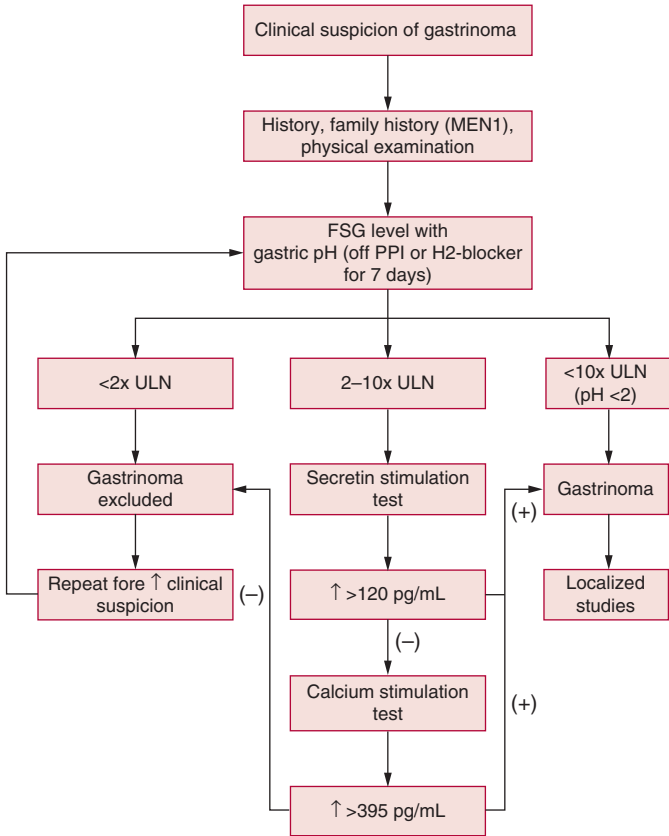 Clinical suspicion of gastrinoma
History, family history (MEN1),
physical examination
FSG level with
gastric pH (off PPI or H2-blocker
for 7 days)
<2x ULN
2–10x ULN
<10x ULN
(pH <2)
Gastrinoma
excluded
Secretin stimulation
test
Gastrinoma
(+)
Repeat fore ↑ clinical
suspicion
(–)
↑ >120 pg/mL
Localized
studies
(–)
Calcium stimulation
test
(+)
↑ >395 pg/mL